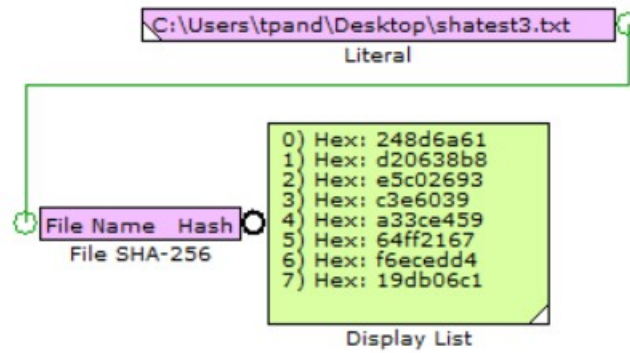 C:\Users\tpand\Desktop\shatest3.txt
Literal
File Name Hash
File SHA-256
0) Hex: 248d6a61
1) Hex: d20638b8
2) Hex: e5c02693
3) Hex: c3e6039
4) Hex: a33ce459
5) Hex: 64ff2167
6) Hex: f6ecedd4
7) Hex: 19db06c1
Display List